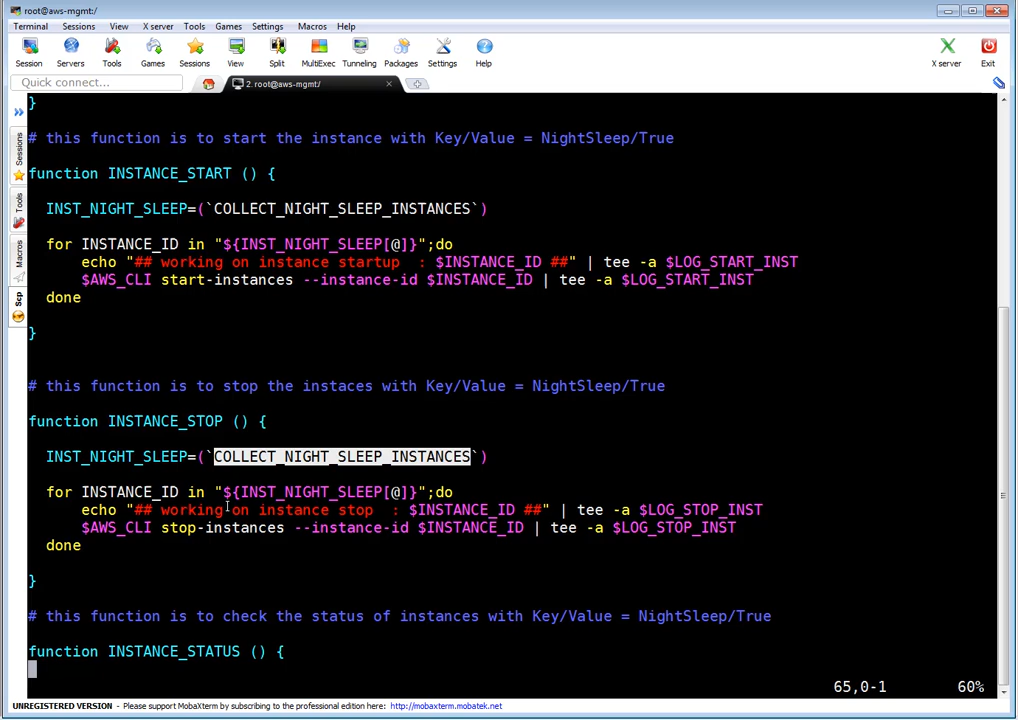 root@aws-mgmt:/
Terminal Sessions View X server Tools Games Settings Macros Help
Session Servers Tools Games Sessions View Split MultiExec Tunneling Packages Settings Help X server Exit
Quick connect...
2. root@aws-mgmt:/
Sessions
Tools
Macros
Scp
}
# this function is to start the instance with Key/Value = NightSleep/True
function INSTANCE_START () {
INST_NIGHT_SLEEP=(`COLLECT_NIGHT_SLEEP_INSTANCES`)
for INSTANCE_ID in "${INST_NIGHT_SLEEP[@]}";do
echo "## working on instance startup  : $INSTANCE_ID ##" | tee -a $LOG_START_INST
$AWS_CLI start-instances --instance-id $INSTANCE_ID | tee -a $LOG_START_INST
done
}
# this function is to stop the instaces with Key/Value = NightSleep/True
function INSTANCE_STOP () {
INST_NIGHT_SLEEP=(`COLLECT_NIGHT_SLEEP_INSTANCES`)
for INSTANCE_ID in "${INST_NIGHT_SLEEP[@]}";do
echo "## working on instance stop  : $INSTANCE_ID ##" | tee -a $LOG_STOP_INST
$AWS_CLI stop-instances --instance-id $INSTANCE_ID | tee -a $LOG_STOP_INST
done
}
# this function is to check the status of instances with Key/Value = NightSleep/True
function INSTANCE_STATUS () {
65,0-1 60%
UNREGISTERED VERSION - Please support MobaXterm by subscribing to the professional edition here: http://mobaxterm.mobatek.net